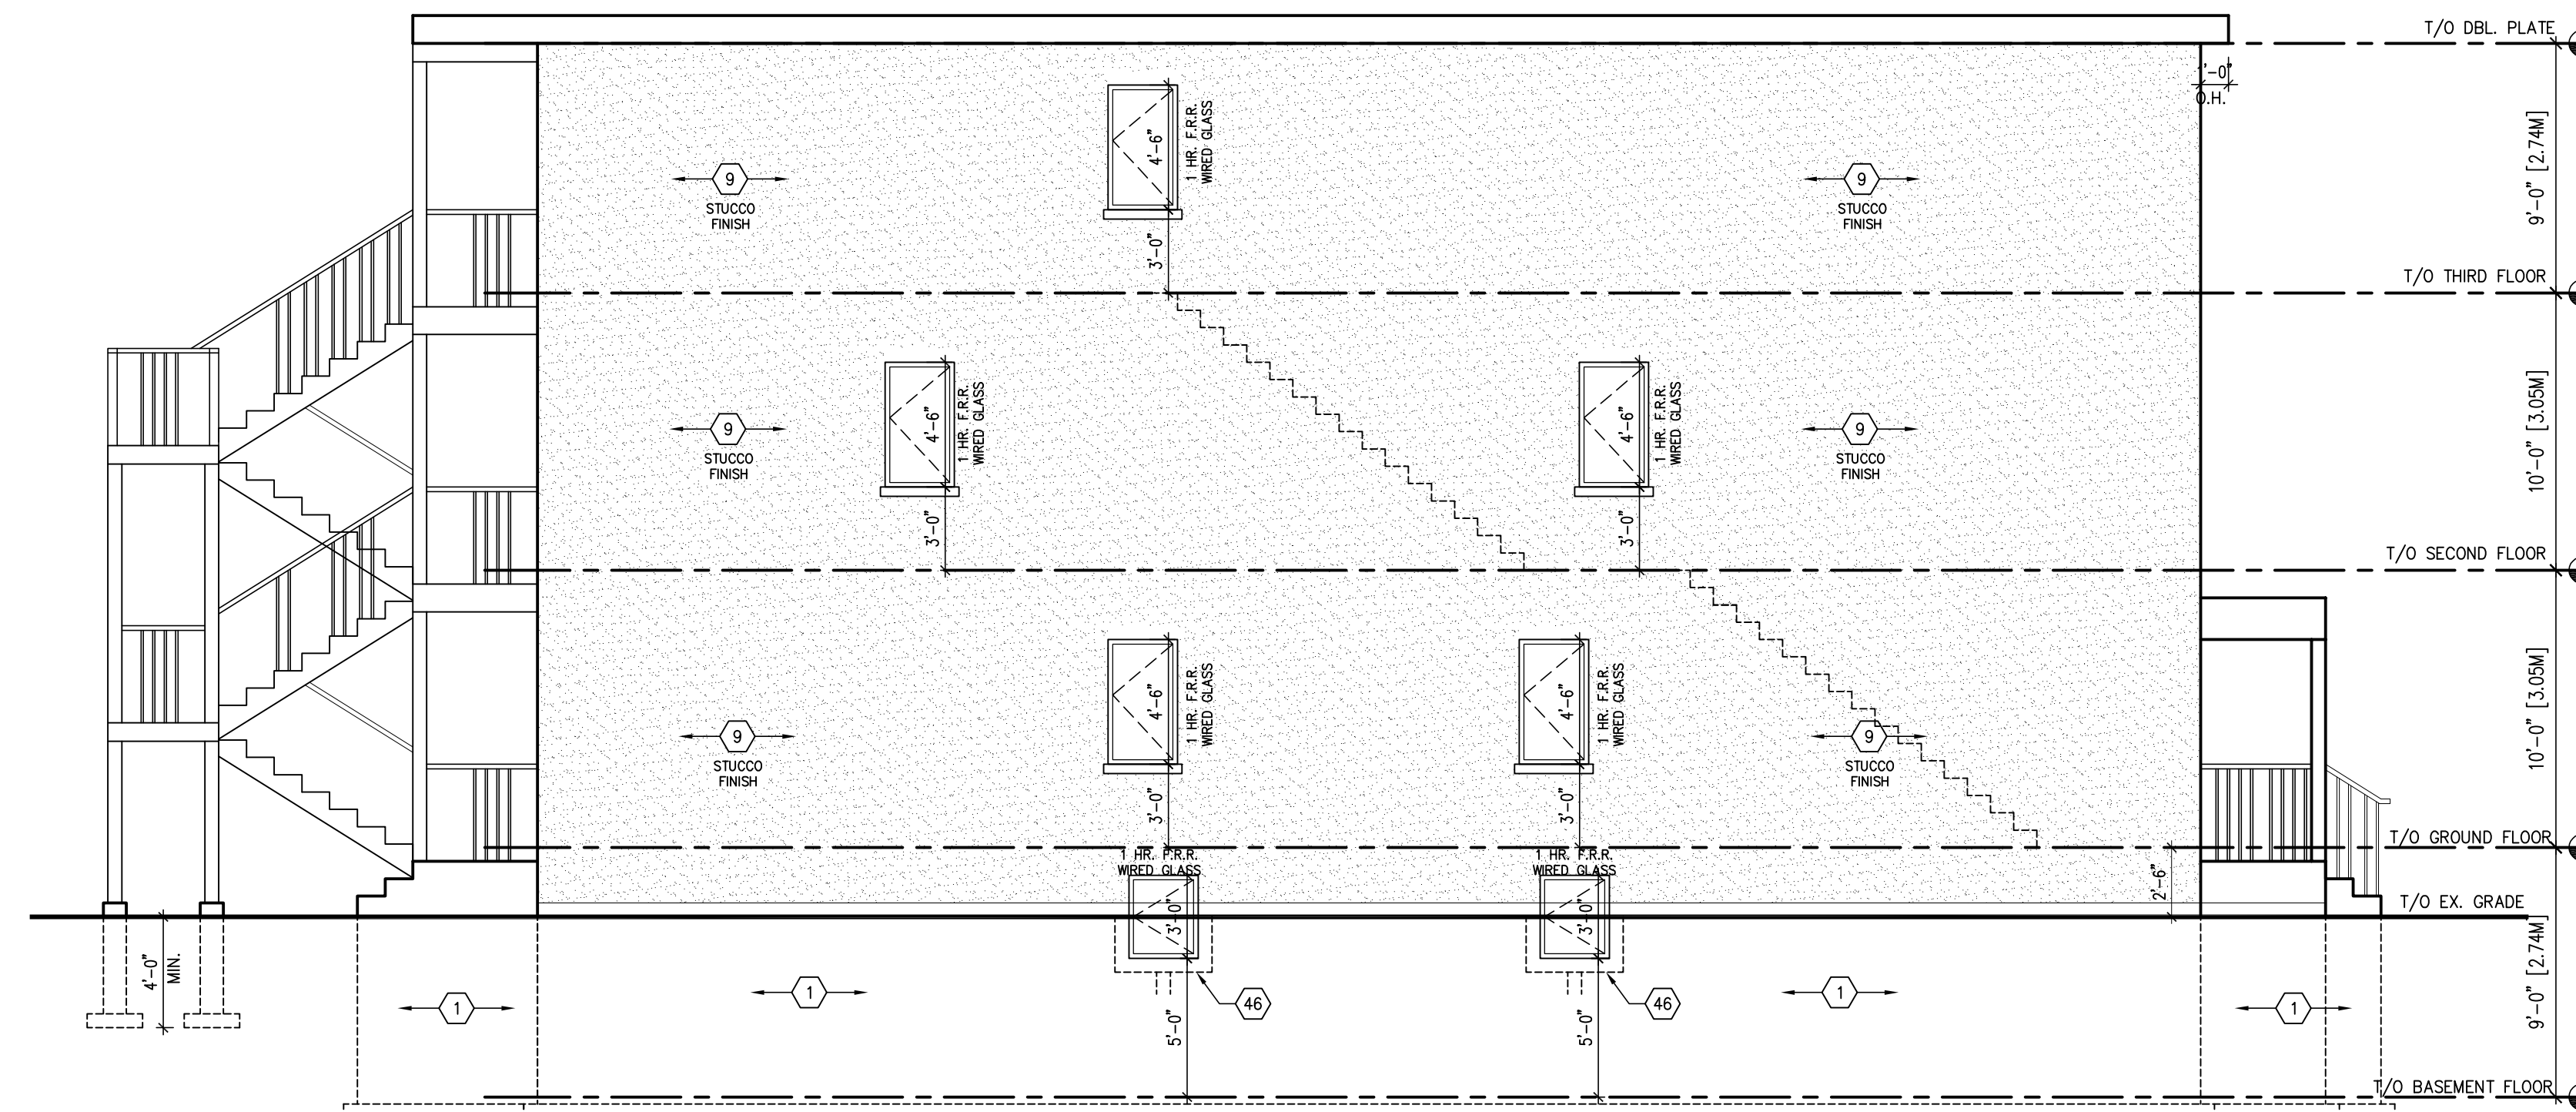 T/O DBL. PLATE
'-0"
O.H.
9'-0" [2.74M]
4'-6"
1 HR. F.R.R.
WIRED GLASS
9
STUCCO
FINISH
9
STUCCO
FINISH
3'-0"
T/O THIRD FLOOR
10'-0" [3.05M]
4'-6"
1 HR. F.R.R.
WIRED GLASS
4'-6"
1 HR. F.R.R.
WIRED GLASS
9
STUCCO
FINISH
9
STUCCO
FINISH
3'-0"
3'-0"
T/O SECOND FLOOR
10'-0" [3.05M]
4'-6"
1 HR. F.R.R.
WIRED GLASS
4'-6"
1 HR. F.R.R.
WIRED GLASS
9
STUCCO
FINISH
9
STUCCO
FINISH
3'-0"
3'-0"
T/O GROUND FLOOR
1 HR. F.R.R.
WIRED GLASS
1 HR. F.R.R.
WIRED GLASS
2'-6"
T/O EX. GRADE
3'-0"
3'-0"
4'-0"
MIN.
9'-0" [2.74M]
1
1
46
46
1
1
5'-0"
5'-0"
T/O BASEMENT FLOOR